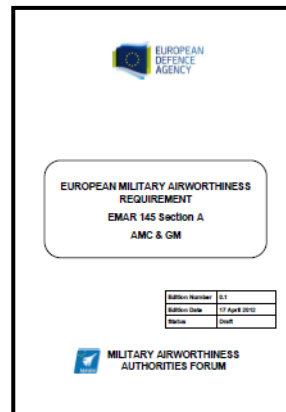 EUROPEAN
DEFENCE
AGENCY
EUROPEAN MILITARY AIRWORTHINESS
REQUIREMENT
EMAR 145 Section A
AMC & GM
Edition Number 0.1
Edition Date 17 April 2012
Status Draft
MILITARY AIRWORTHINESS
AUTHORITIES FORUM